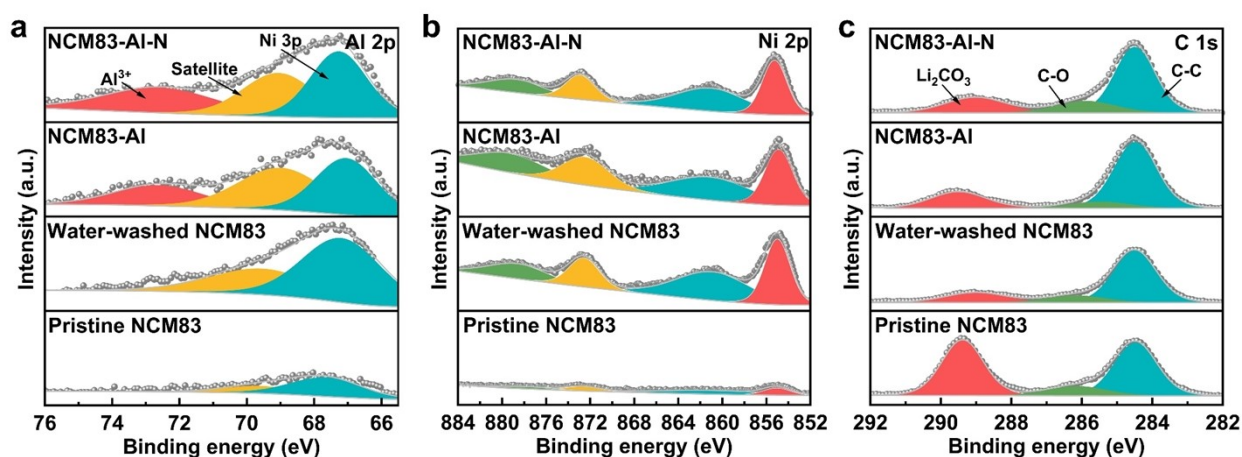 a
NCM83-Al-N
Al 2p
Al³⁺
Satellite
Ni 3p
NCM83-Al
Water-washed NCM83
Pristine NCM83
Intensity (a.u.)
76 74 72 70 68 66
Binding energy (eV)
b
NCM83-Al-N
Ni 2p
NCM83-Al
Water-washed NCM83
Pristine NCM83
Intensity (a.u.)
884 880 876 872 868 864 860 856 852
Binding energy (eV)
c
NCM83-Al-N
C 1s
Li₂CO₃
C-O
C-C
NCM83-Al
Water-washed NCM83
Pristine NCM83
Intensity (a.u.)
292 290 288 286 284 282
Binding energy (eV)